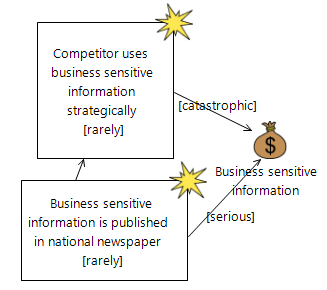 Competitor uses
business sensitive
information
strategically
[rarely]
[catastrophic]
$
Business sensitive
information
Business sensitive
information is published
in national newspaper
[rarely]
[serious]